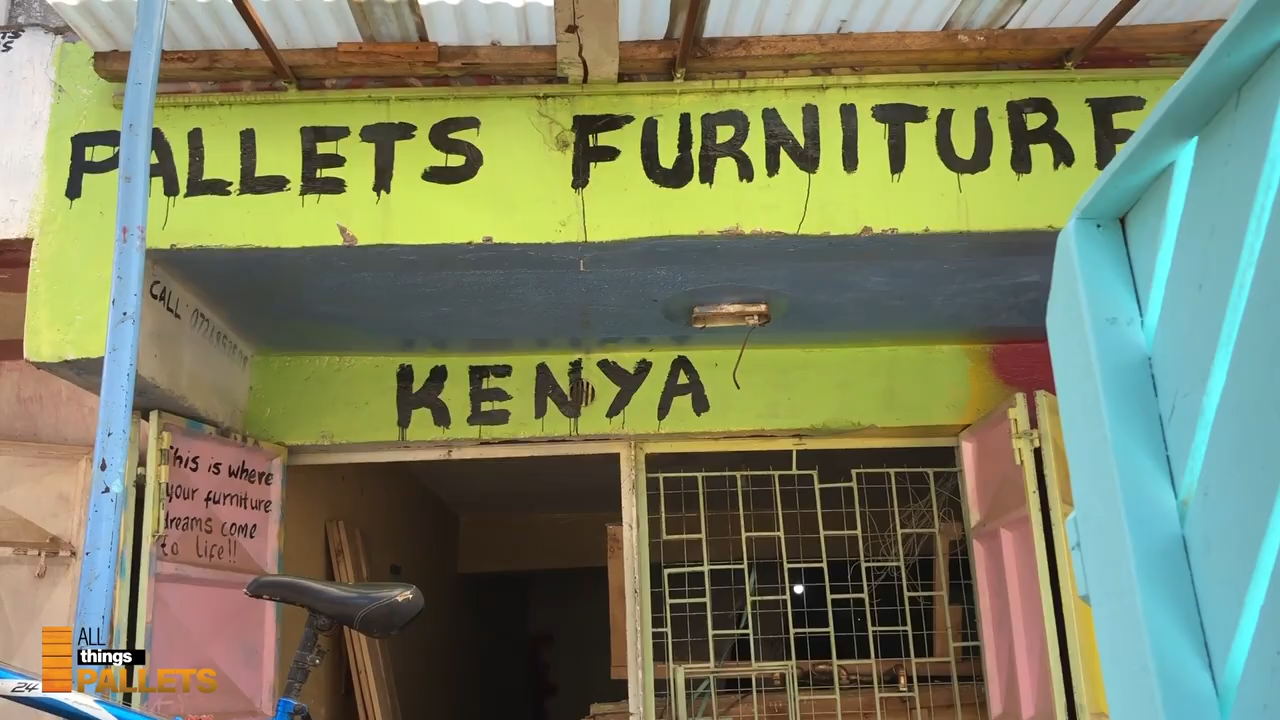 PALLETS FURNITURE
CALL
KENYA
This is where
your furniture
dreams come
to life!!
24
ALL
things
PALLETS